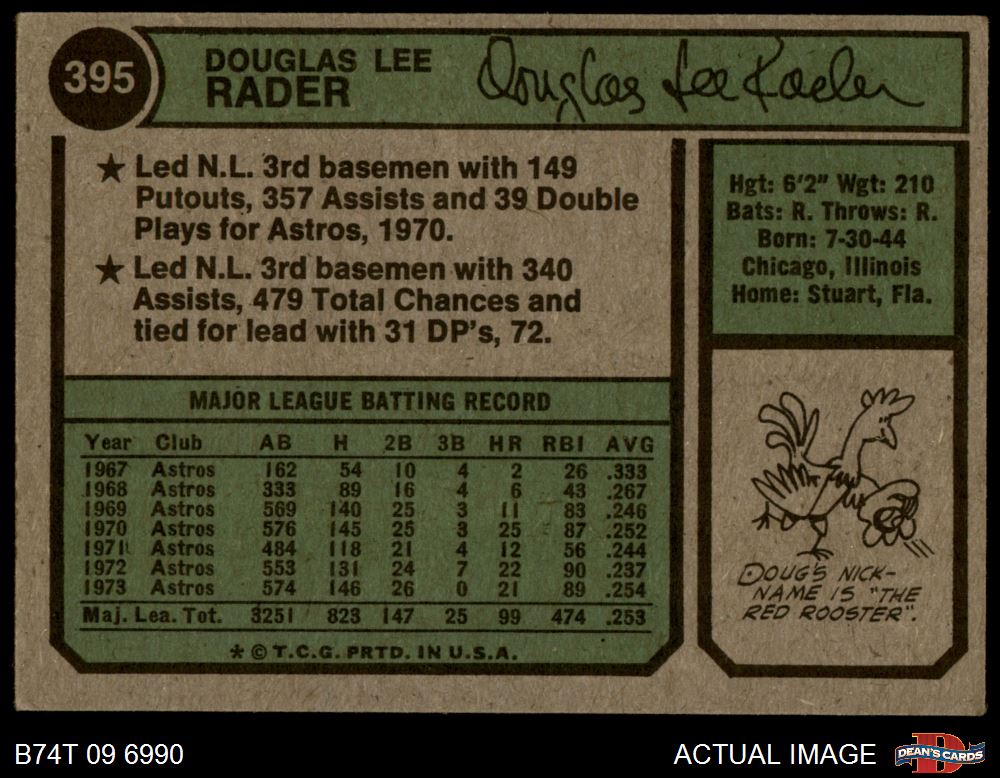 395
DOUGLAS LEE
RADER
Douglas Lee Rader
★ Led N.L. 3rd basemen with 149
Putouts, 357 Assists and 39 Double
Plays for Astros, 1970.
★ Led N.L. 3rd basemen with 340
Assists, 479 Total Chances and
tied for lead with 31 DP's, 72.
Hgt: 6'2" Wgt: 210
Bats: R. Throws: R.
Born: 7-30-44
Chicago, Illinois
Home: Stuart, Fla.
MAJOR LEAGUE BATTING RECORD
Year Club AB H 2B 3B HR RBI AVG
1967 Astros 162 54 10 4 2 26 .333
1968 Astros 333 89 16 4 6 43 .267
1969 Astros 569 140 25 3 11 83 .246
1970 Astros 576 145 25 3 25 87 .252
1971 Astros 484 118 21 4 12 56 .244
1972 Astros 553 131 24 7 22 90 .237
1973 Astros 574 146 26 0 21 89 .254
Maj. Lea. Tot. 3251 823 147 25 99 474 .253
* © T.C.G. PRTD. IN U.S.A.
DOUG'S NICK-
NAME IS "THE
RED ROOSTER".
B74T 09 6990
ACTUAL IMAGE
D
DEAN'S CARDS